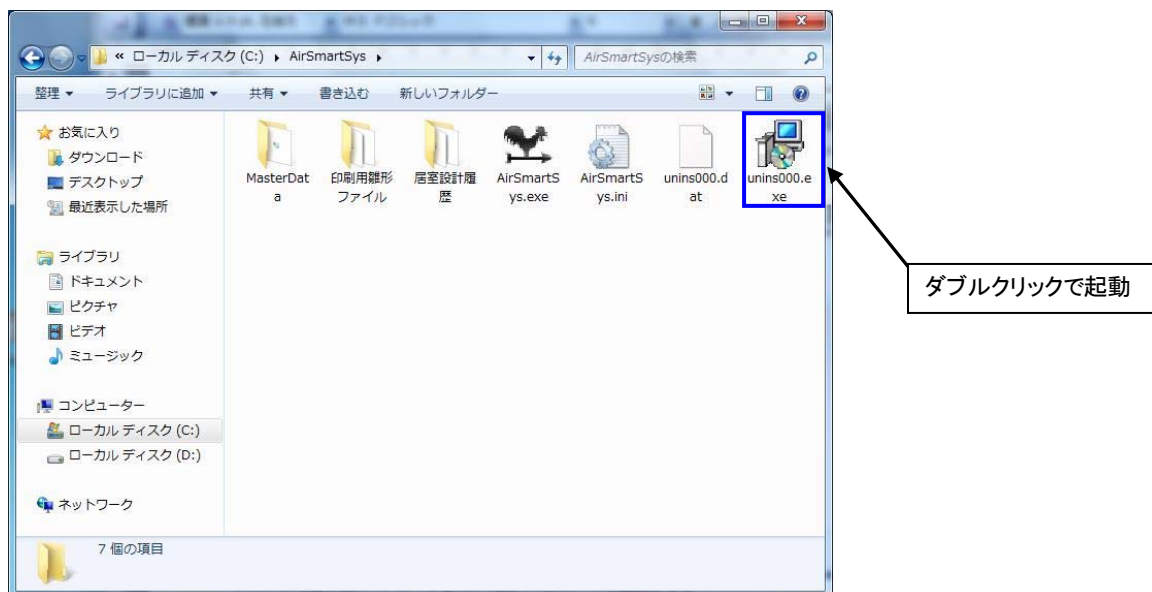 « ローカル ディスク (C:) ▸ AirSmartSys ▸
AirSmartSysの検索
整理 ▼ ライブラリに追加 ▼ 共有 ▼ 書き込む 新しいフォルダー
お気に入り
ダウンロード
デスクトップ
最近表示した場所
ライブラリ
ドキュメント
ピクチャ
ビデオ
ミュージック
コンピューター
ローカル ディスク (C:)
ローカル ディスク (D:)
ネットワーク
MasterDat
a
印刷用雛形
ファイル
居室設計履
歴
AirSmartS
ys.exe
AirSmartS
ys.ini
unins000.d
at
unins000.e
xe
ダブルクリックで起動
7 個の項目